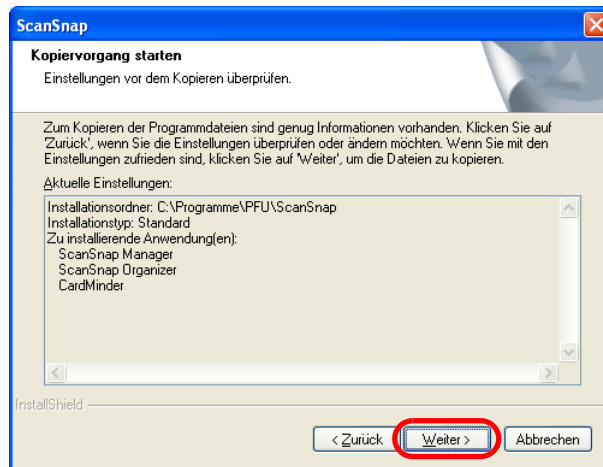 ScanSnap
Kopiervorgang starten
Einstellungen vor dem Kopieren überprüfen.
Zum Kopieren der Programmdateien sind genug Informationen vorhanden. Klicken Sie auf
'Zurück', wenn Sie die Einstellungen überprüfen oder ändern möchten. Wenn Sie mit den
Einstellungen zufrieden sind, klicken Sie auf 'Weiter', um die Dateien zu kopieren.
Aktuelle Einstellungen:
Installationsordner: C:\Programme\PFU\ScanSnap
Installationstyp: Standard
Zu installierende Anwendung(en):
ScanSnap Manager
ScanSnap Organizer
CardMinder
InstallShield
< Zurück
Weiter >
Abbrechen